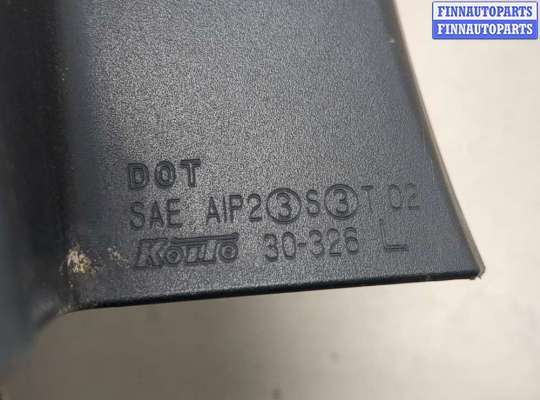 FINNAUTOPARTS
FINNAUTOPARTS
DOT
SAE AIP2③S③T 02
Koito 30-326 L